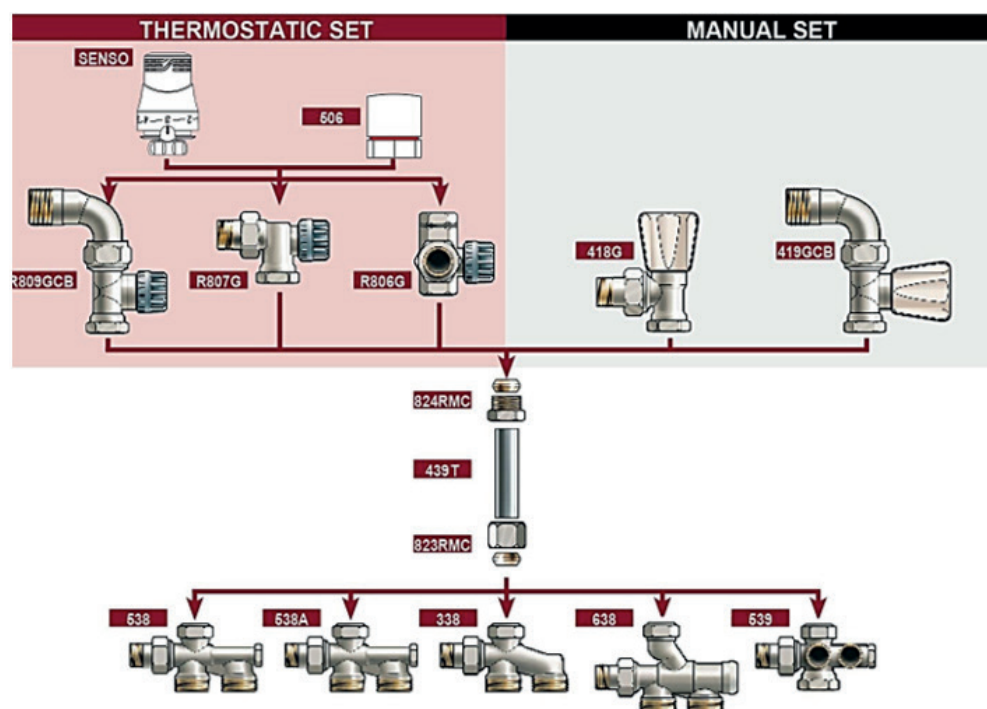 THERMOSTATIC SET
MANUAL SET
SENSO
506
R809GCB
R807G
R806G
418G
419GCB
824RMC
439T
823RMC
538
538A
338
638
539